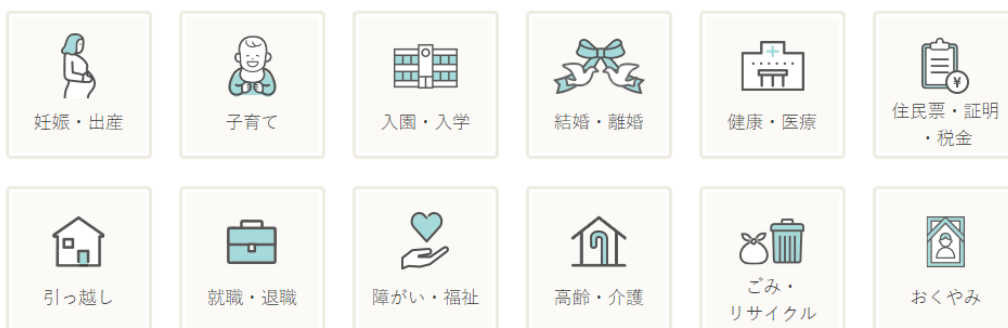 妊娠・出産
子育て
入園・入学
結婚・離婚
健康・医療
住民票・証明
・税金
¥
引っ越し
就職・退職
障がい・福祉
高齢・介護
ごみ・
リサイクル
おくやみ